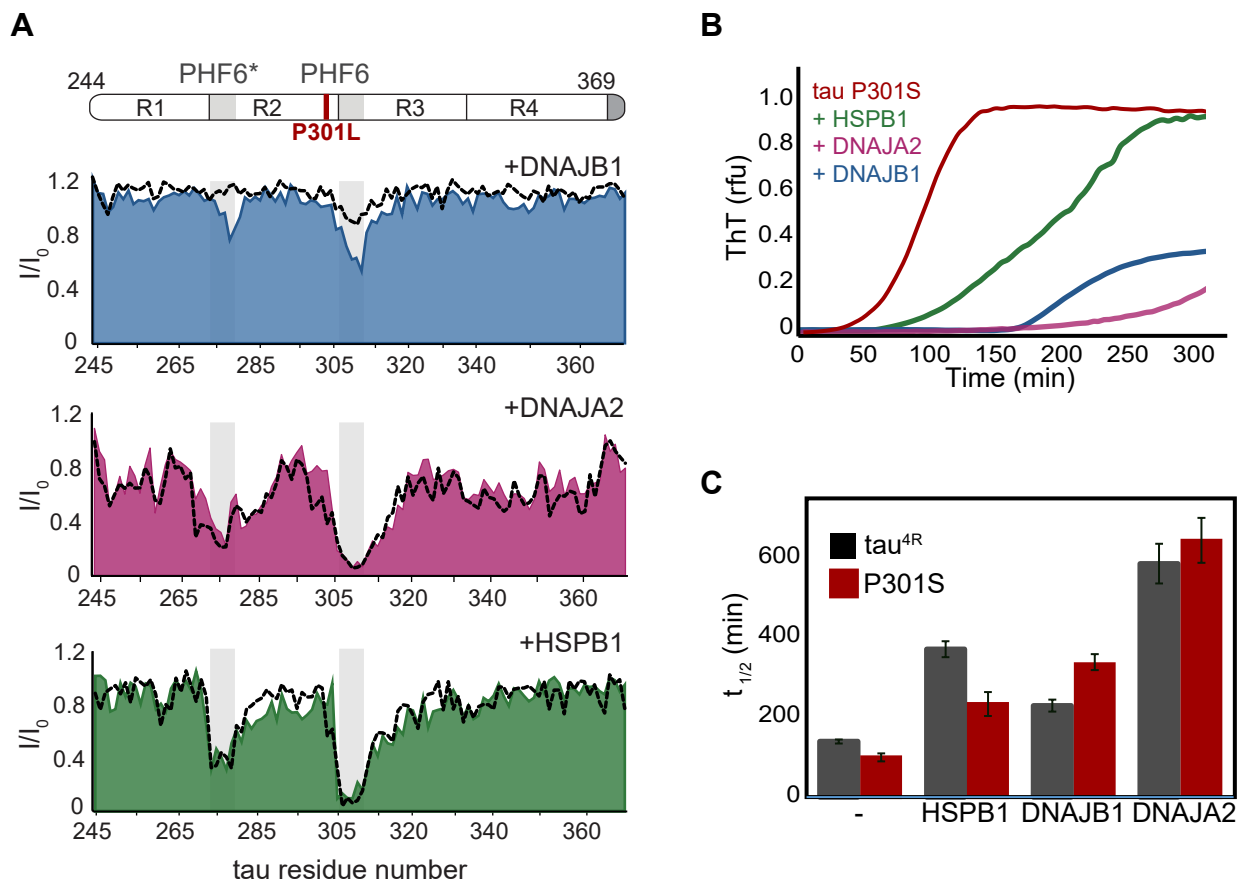 A
PHF6* PHF6
244 369
R1 R2 R3 R4
P301L
+DNAJB1
1.2
0.8
0.4
0
I/I0
245 265 285 305 320 340 360
+DNAJA2
1.2
0.8
0.4
0
I/I0
245 265 285 305 320 340 360
+HSPB1
1.2
0.8
0.4
0
I/I0
245 265 285 305 320 340 360
tau residue number
B
tau P301S
+ HSPB1
+ DNAJA2
+ DNAJB1
1.0
0.8
0.6
0.4
0.2
0
ThT (rfu)
0 50 100 150 200 250 300
Time (min)
C
tau4R
P301S
600
400
200
0
t1/2 (min)
- HSPB1 DNAJB1 DNAJA2